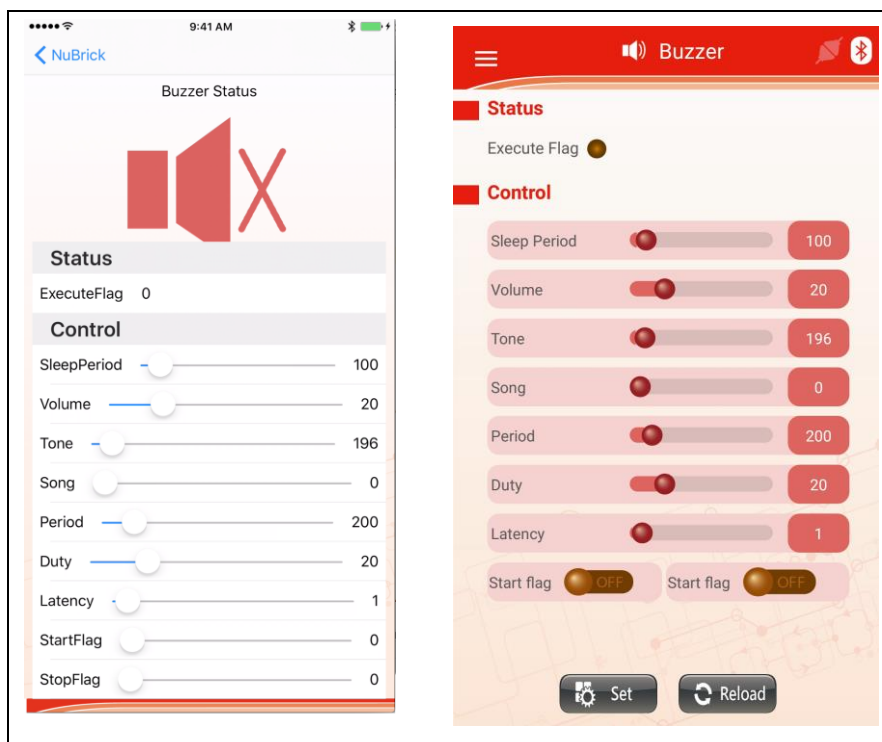 9:41 AM
NuBrick
Buzzer Status
Status
ExecuteFlag 0
Control
SleepPeriod 100
Volume 20
Tone 196
Song 0
Period 200
Duty 20
Latency 1
StartFlag 0
StopFlag 0
Buzzer
Status
Execute Flag
Control
Sleep Period 100
Volume 20
Tone 196
Song 0
Period 200
Duty 20
Latency 1
Start flag OFF Start flag OFF
Set Reload